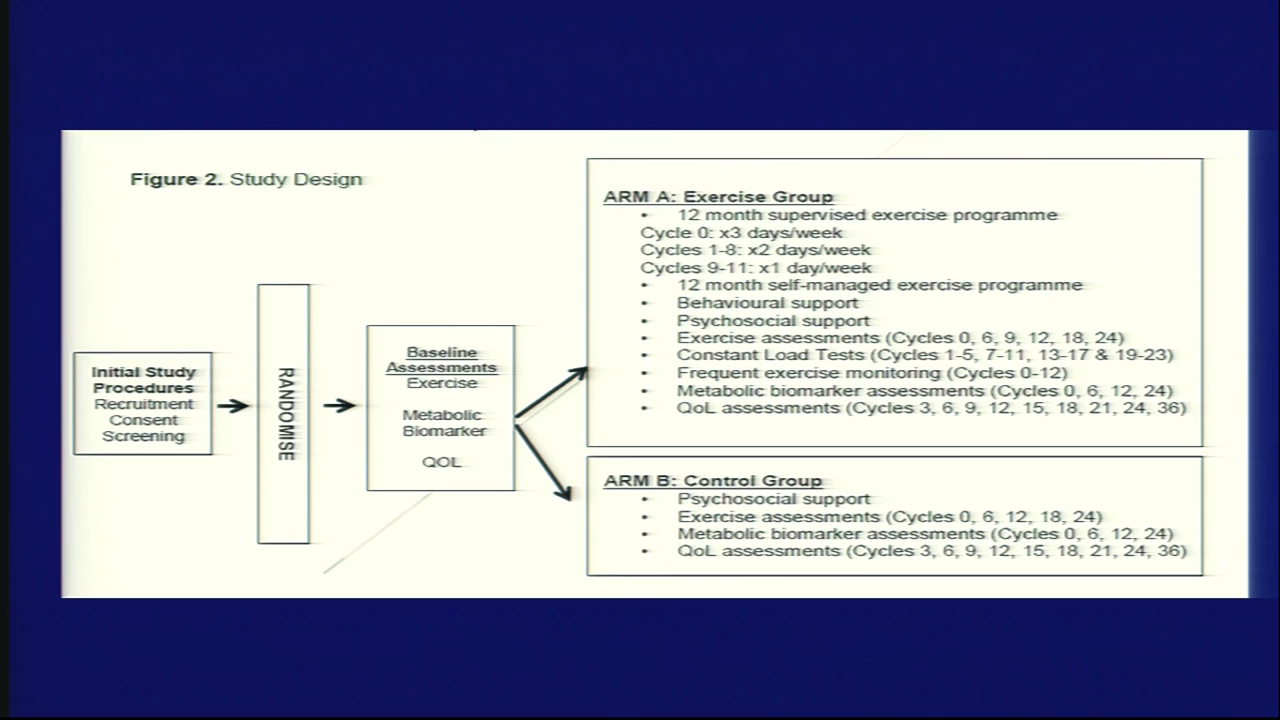 Figure 2. Study Design
Initial Study
Procedures
Recruitment
Consent
Screening
RANDOMISE
Baseline
Assessments
Exercise
Metabolic
Biomarker
QOL
ARM A: Exercise Group
• 12 month supervised exercise programme
Cycle 0: x3 days/week
Cycles 1-8: x2 days/week
Cycles 9-11: x1 day/week
• 12 month self-managed exercise programme
• Behavioural support
• Psychosocial support
• Exercise assessments (Cycles 0, 6, 9, 12, 18, 24)
• Constant Load Tests (Cycles 1-5, 7-11, 13-17 & 19-23)
• Frequent exercise monitoring (Cycles 0-12)
• Metabolic biomarker assessments (Cycles 0, 6, 12, 24)
• QoL assessments (Cycles 3, 6, 9, 12, 15, 18, 21, 24, 36)
ARM B: Control Group
• Psychosocial support
• Exercise assessments (Cycles 0, 6, 12, 18, 24)
• Metabolic biomarker assessments (Cycles 0, 6, 12, 24)
• QoL assessments (Cycles 3, 6, 9, 12, 15, 18, 21, 24, 36)